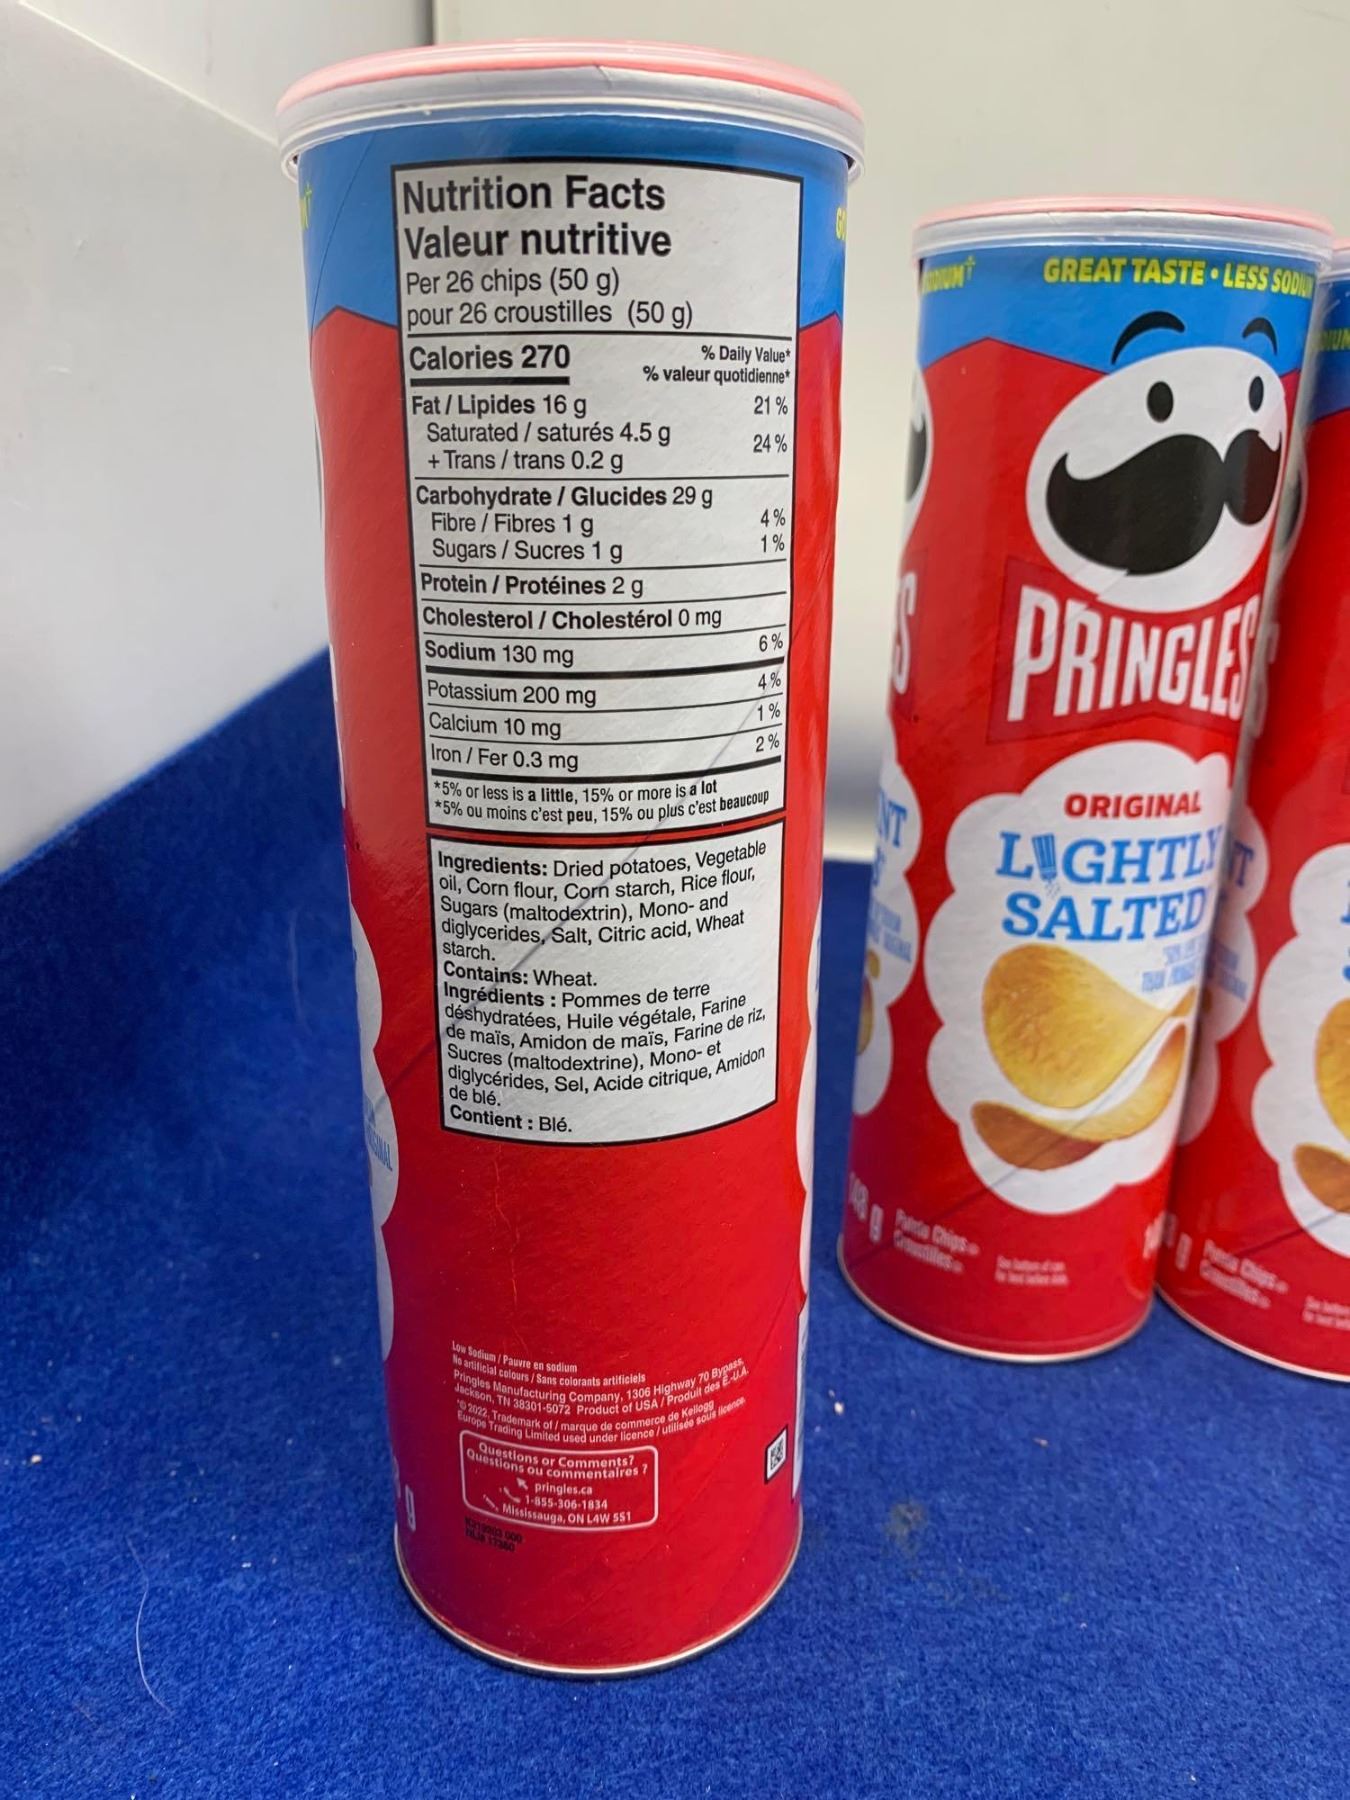 Nutrition Facts
Valeur nutritive
Per 26 chips (50 g)
pour 26 croustilles (50 g)
Calories 270
% Daily Value*
% valeur quotidienne*
Fat / Lipides 16 g 21 %
Saturated / saturés 4.5 g
+ Trans / trans 0.2 g 24 %
Carbohydrate / Glucides 29 g
Fibre / Fibres 1 g 4 %
Sugars / Sucres 1 g 1 %
Protein / Protéines 2 g
Cholesterol / Cholestérol 0 mg
Sodium 130 mg 6 %
Potassium 200 mg 4 %
Calcium 10 mg 1 %
Iron / Fer 0.3 mg 2 %
*5% or less is a little, 15% or more is a lot
*5% ou moins c'est peu, 15% ou plus c'est beaucoup
Ingredients: Dried potatoes, Vegetable
oil, Corn flour, Corn starch, Rice flour,
Sugars (maltodextrin), Mono- and
diglycerides, Salt, Citric acid, Wheat
starch.
Contains: Wheat.
Ingrédients : Pommes de terre
déshydratées, Huile végétale, Farine
de maïs, Amidon de maïs, Farine de riz,
Sucres (maltodextrine), Mono- et
diglycérides, Sel, Acide citrique, Amidon
de blé.
Contient : Blé.
Low Sodium / Pauvre en sodium
No artificial colours / Sans colorants artificiels
Pringles Manufacturing Company, 1306 Highway 70 Bypass,
Jackson, TN 38301-5072 Product of USA / Produit des É.-U.A.
© 2022, Trademark of / marque de commerce de Kellogg
Europe Trading Limited used under licence / utilisée sous licence.
Questions or Comments?
Questions ou commentaires ?
pringles.ca
1-855-306-1834
Mississauga, ON L4W 5S1
GREAT TASTE • LESS SODIUM
PRINGLES
ORIGINAL
LIGHTLY
SALTED
Potato Chips
Croustilles